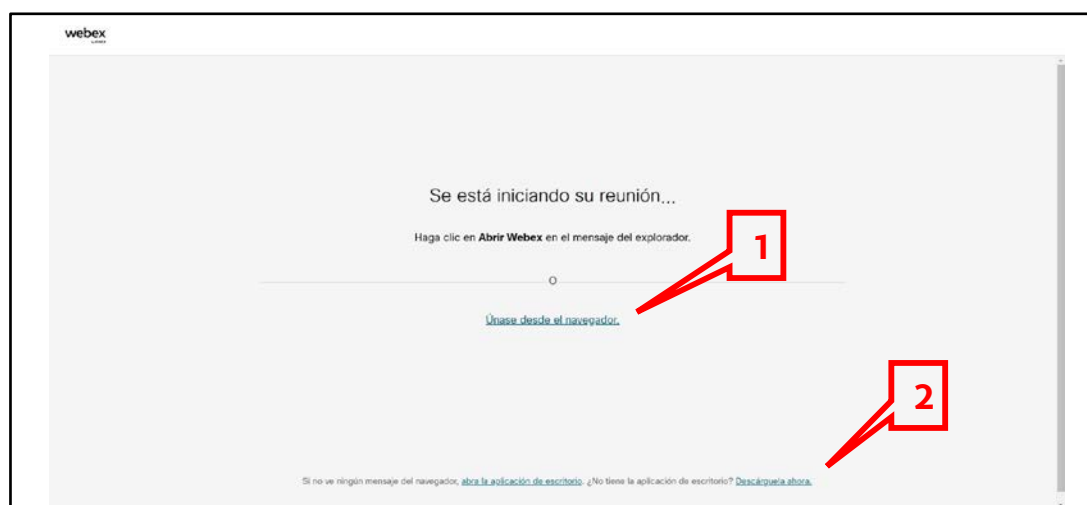 webex
Se está iniciando su reunión...
Haga clic en Abrir Webex en el mensaje del explorador.
1
O
Únase desde el navegador.
2
Si no ve ningún mensaje del navegador, abra la aplicación de escritorio. ¿No tiene la aplicación de escritorio? Descárguela ahora.